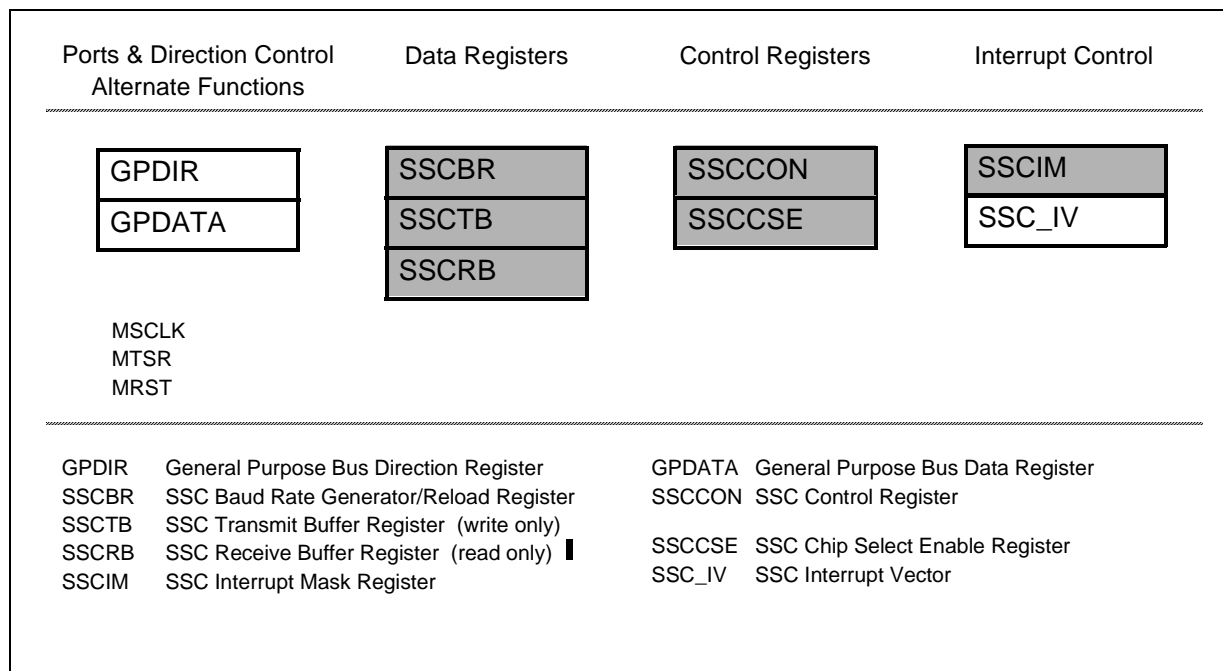 Ports & Direction Control Alternate Functions
Data Registers
Control Registers
Interrupt Control
GPDIR
GPDATA
SSCBR
SSCTB
SSCRB
SSCCON
SSCCSE
SSCIM
SSC_IV
MSCLK
MTSR
MRST
GPDIR General Purpose Bus Direction Register
SSCBR SSC Baud Rate Generator/Reload Register
SSCTB SSC Transmit Buffer Register (write only)
SSCRB SSC Receive Buffer Register (read only)
SSCIM SSC Interrupt Mask Register
GPDATA General Purpose Bus Data Register
SSCCON SSC Control Register
SSCCSE SSC Chip Select Enable Register
SSC_IV SSC Interrupt Vector